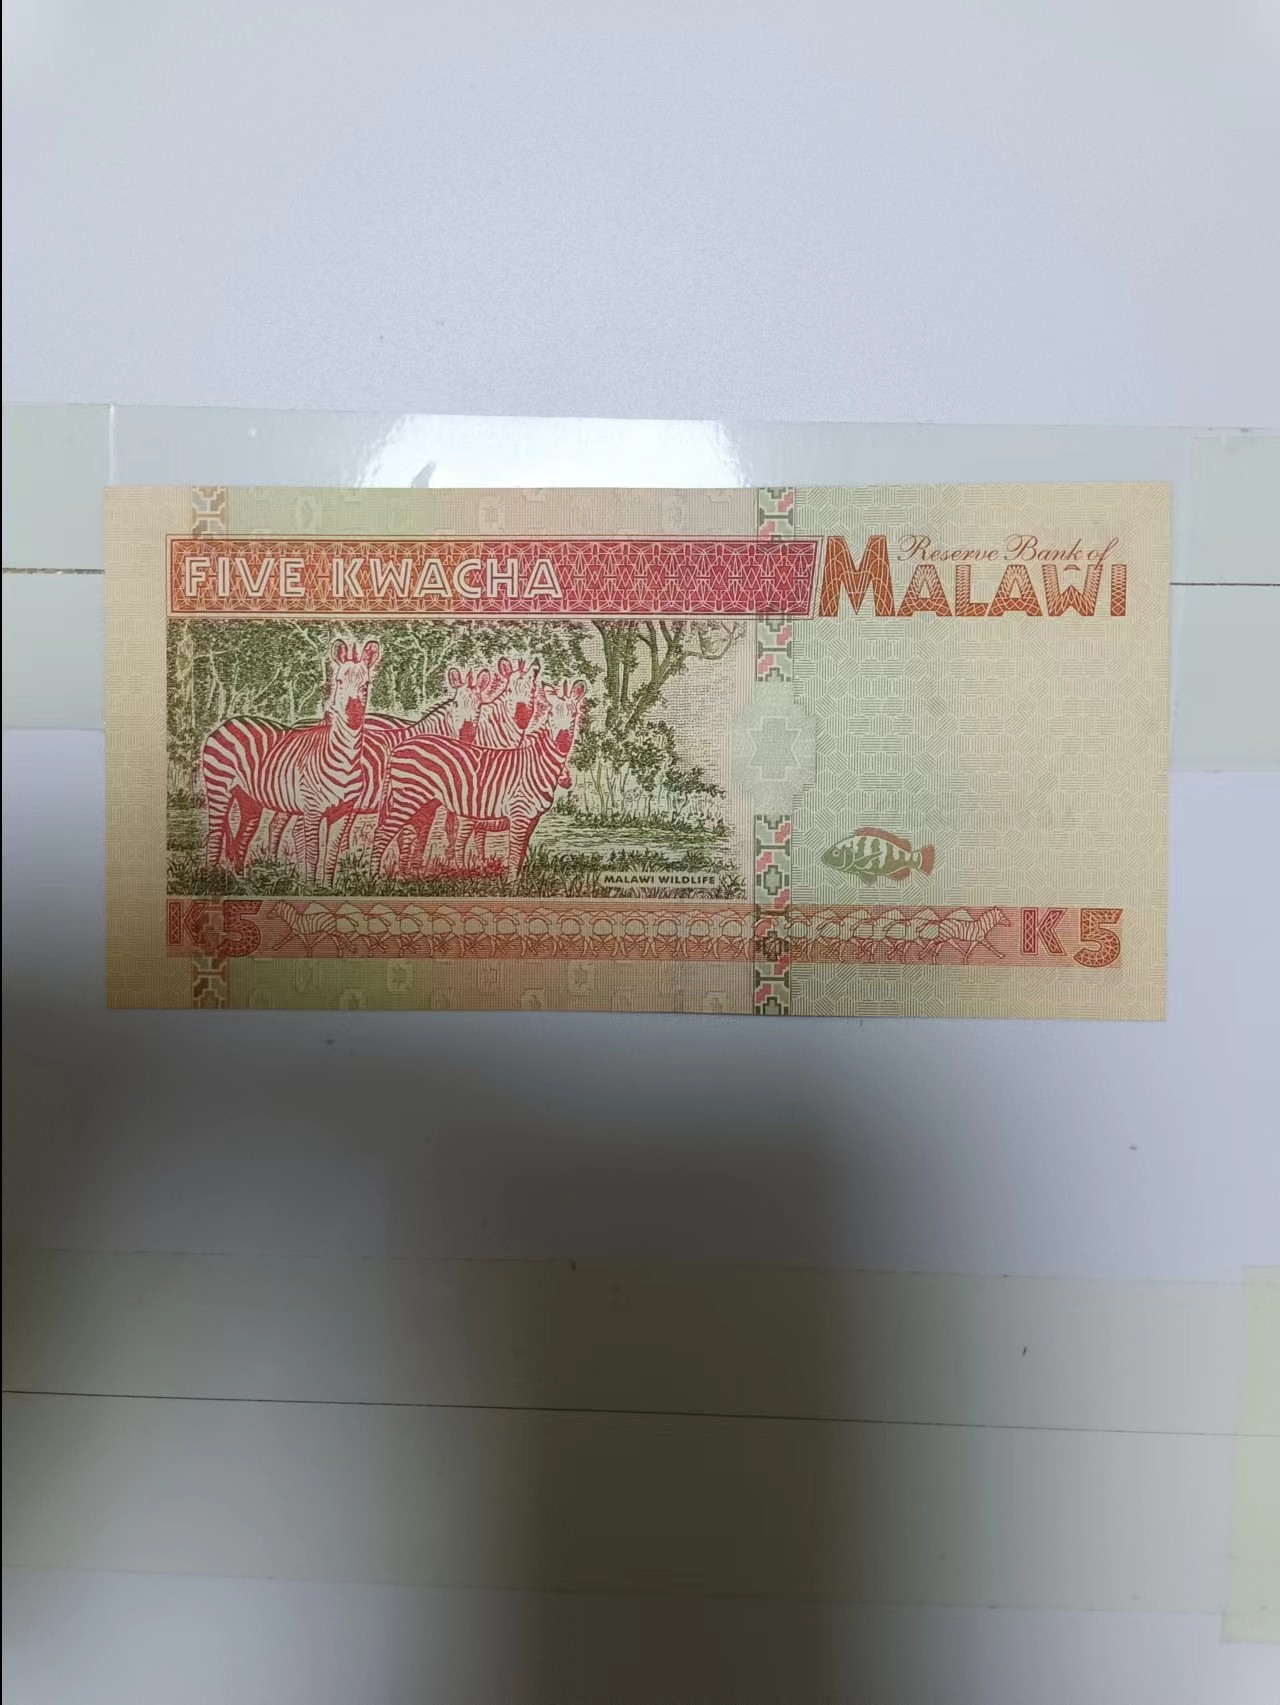 FIVE KWACHA
Reserve Bank of
MALAWI
MALAWI WILDLIFE
K5
K5